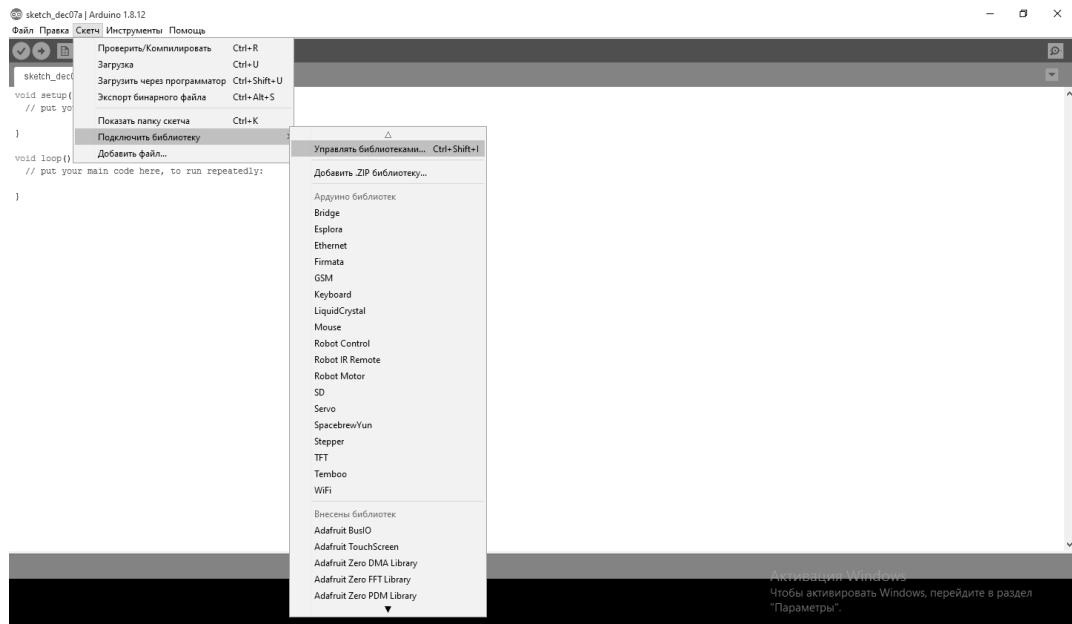 sketch_dec07a | Arduino 1.8.12
Файл Правка Скетч Инструменты Помощь
Проверить/Компилировать Ctrl+R
Загрузка Ctrl+U
Загрузить через программатор Ctrl+Shift+U
Экспорт бинарного файла Ctrl+Alt+S
Показать папку скетча Ctrl+K
Подключить библиотеку
Добавить файл...
sketch_dec0
void setup(
// put yo
}
void loop()
// put your main code here, to run repeatedly:
}
Управлять библиотеками... Ctrl+Shift+I
Добавить .ZIP библиотеку...
Ардуино библиотек
Bridge
Esplora
Ethernet
Firmata
GSM
Keyboard
LiquidCrystal
Mouse
Robot Control
Robot IR Remote
Robot Motor
SD
Servo
SpacebrewYun
Stepper
TFT
Temboo
WiFi
Внесены библиотек
Adafruit BusIO
Adafruit TouchScreen
Adafruit Zero DMA Library
Adafruit Zero FFT Library
Adafruit Zero PDM Library
Активация Windows
Чтобы активировать Windows, перейдите в раздел
"Параметры".